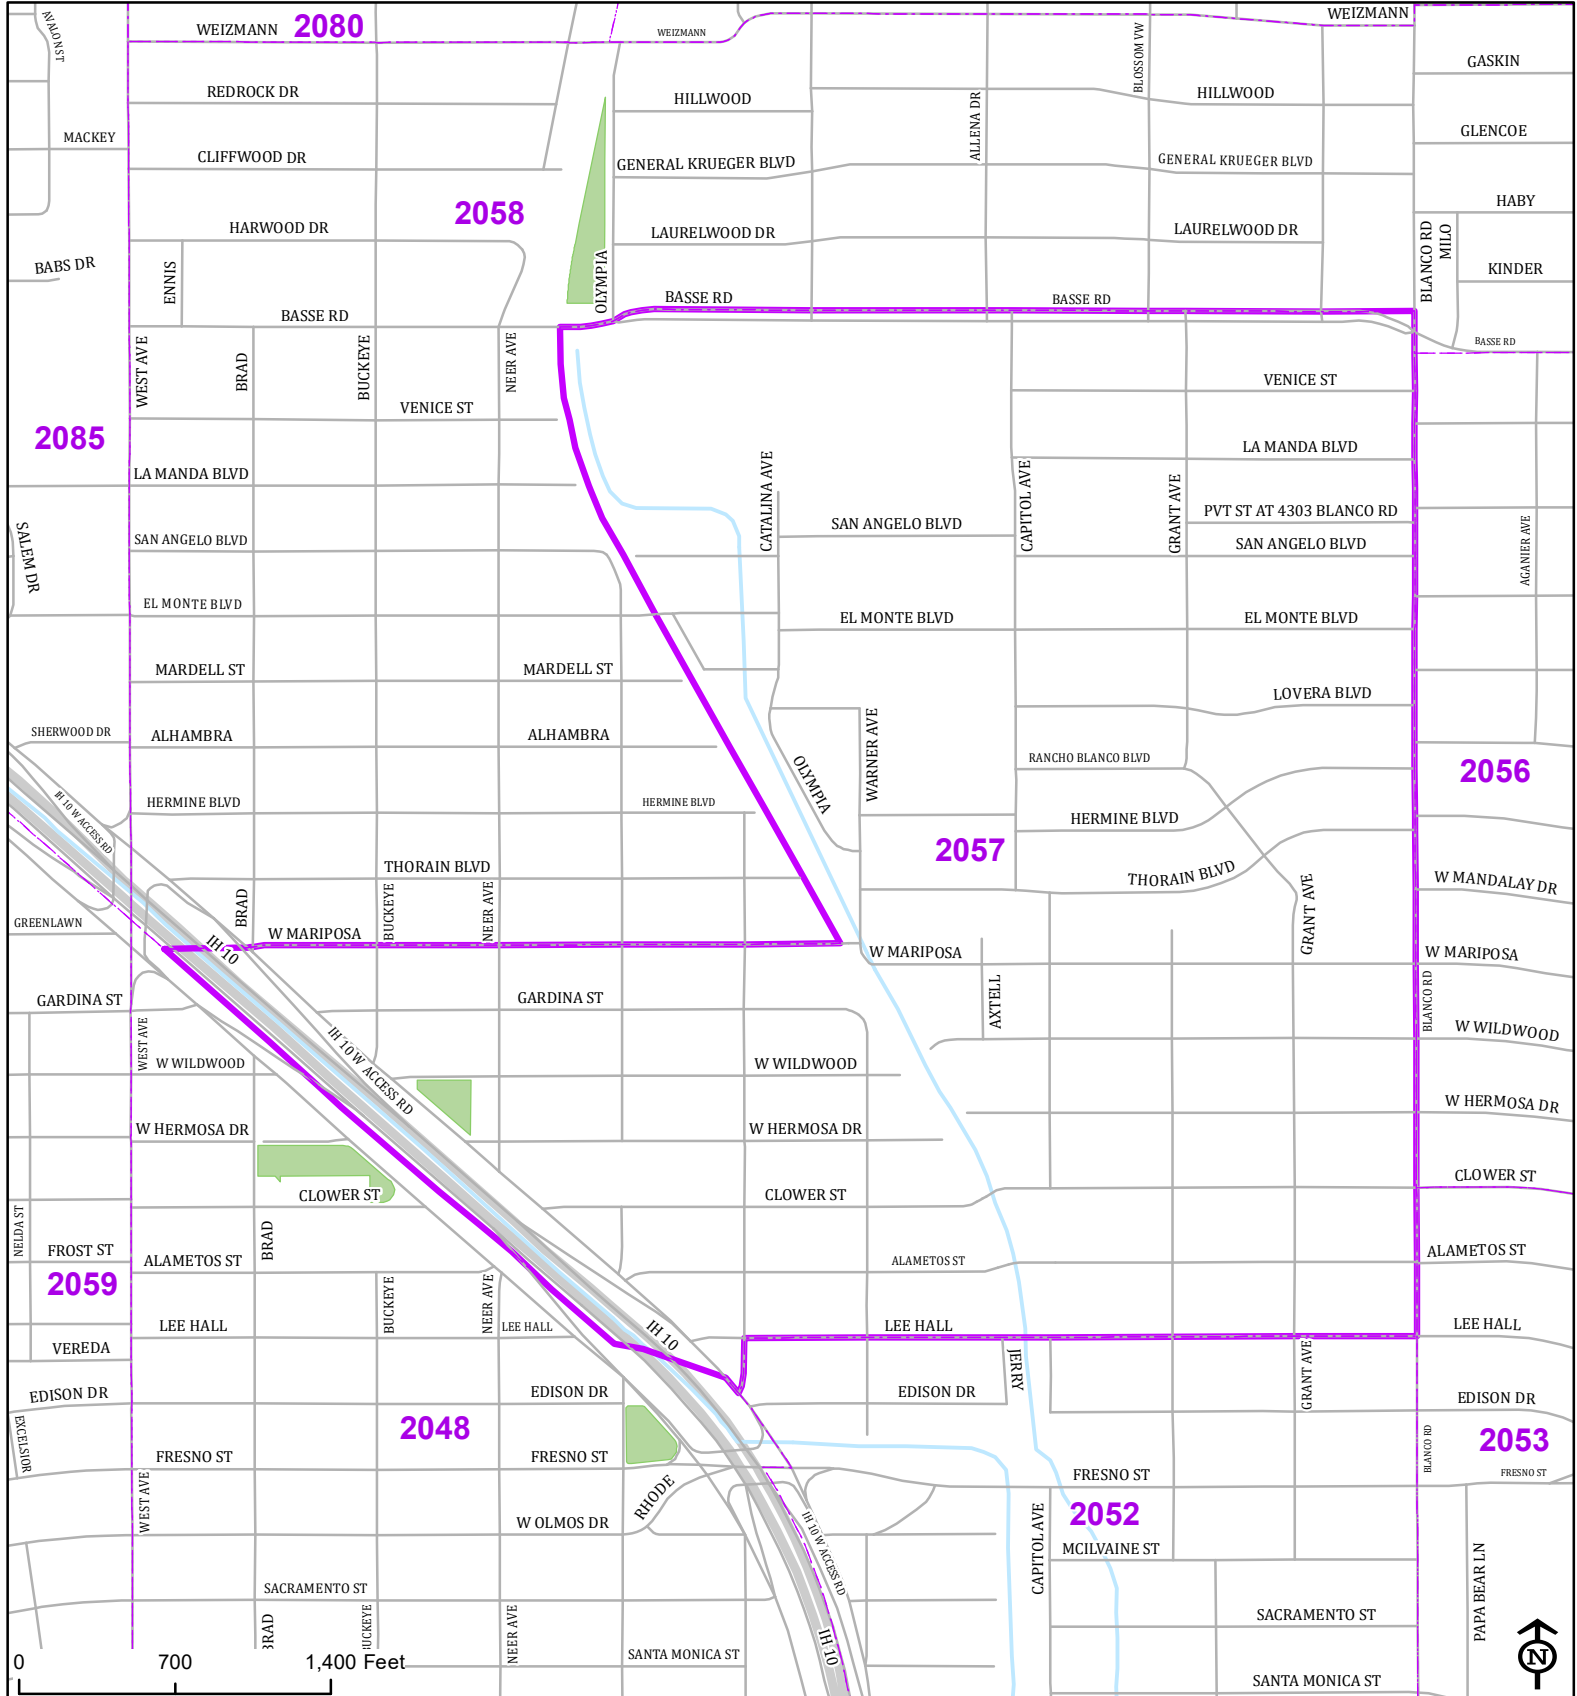 AVALON ST
WEIZMANN
2080
WEIZMANN
WEIZMANN
BLOSSOM VW
GASKIN
REDROCK DR
HILLWOOD
ALLENA DR
HILLWOOD
MACKEY
GLENCOE
CLIFFWOOD DR
GENERAL KRUEGER BLVD
GENERAL KRUEGER BLVD
2058
HABY
HARWOOD DR
LAURELWOOD DR
LAURELWOOD DR
BLANCO RD
MILO
BABS DR
ENNIS
OLYMPIA
KINDER
BASSE RD
BASSE RD
BASSE RD
BASSE RD
WEST AVE
BRAD
BUCKEYE
NEER AVE
VENICE ST
VENICE ST
2085
LA MANDA BLVD
LA MANDA BLVD
CATALINA AVE
CAPITOL AVE
GRANT AVE
PVT ST AT 4303 BLANCO RD
SALEM DR
SAN ANGELO BLVD
SAN ANGELO BLVD
SAN ANGELO BLVD
AGANIER AVE
EL MONTE BLVD
EL MONTE BLVD
EL MONTE BLVD
MARDELL ST
MARDELL ST
LOVERA BLVD
SHERWOOD DR
ALHAMBRA
ALHAMBRA
WARNER AVE
OLYMPIA
RANCHO BLANCO BLVD
2056
IH 10 W ACCESS RD
HERMINE BLVD
HERMINE BLVD
HERMINE BLVD
2057
THORAIN BLVD
THORAIN BLVD
W MANDALAY DR
BRAD
BUCKEYE
NEER AVE
GRANT AVE
GREENLAWN
IH 10
W MARIPOSA
W MARIPOSA
W MARIPOSA
GARDINA ST
GARDINA ST
AXTELL
BLANCO RD
WEST AVE
IH 10 W ACCESS RD
W WILDWOOD
W WILDWOOD
W WILDWOOD
W HERMOSA DR
W HERMOSA DR
W HERMOSA DR
CLOWER ST
CLOWER ST
CLOWER ST
NELDA ST
FROST ST
BRAD
ALAMETOS ST
ALAMETOS ST
ALAMETOS ST
2059
BUCKEYE
NEER AVE
LEE HALL
LEE HALL
IH 10
LEE HALL
LEE HALL
VEREDA
JERRY
GRANT AVE
EDISON DR
EDISON DR
EDISON DR
EDISON DR
EXCELSIOR
2048
2053
FRESNO ST
FRESNO ST
FRESNO ST
BLANCO RD
FRESNO ST
WEST AVE
RHODE
W OLMOS DR
IH 10 W ACCESS RD
CAPITOL AVE
2052
MCILVAINE ST
PAPA BEAR LN
SACRAMENTO ST
SACRAMENTO ST
BRAD
UCKEYE
NEER AVE
SANTA MONICA ST
IH 10
SANTA MONICA ST
0 700 1,400 Feet
N